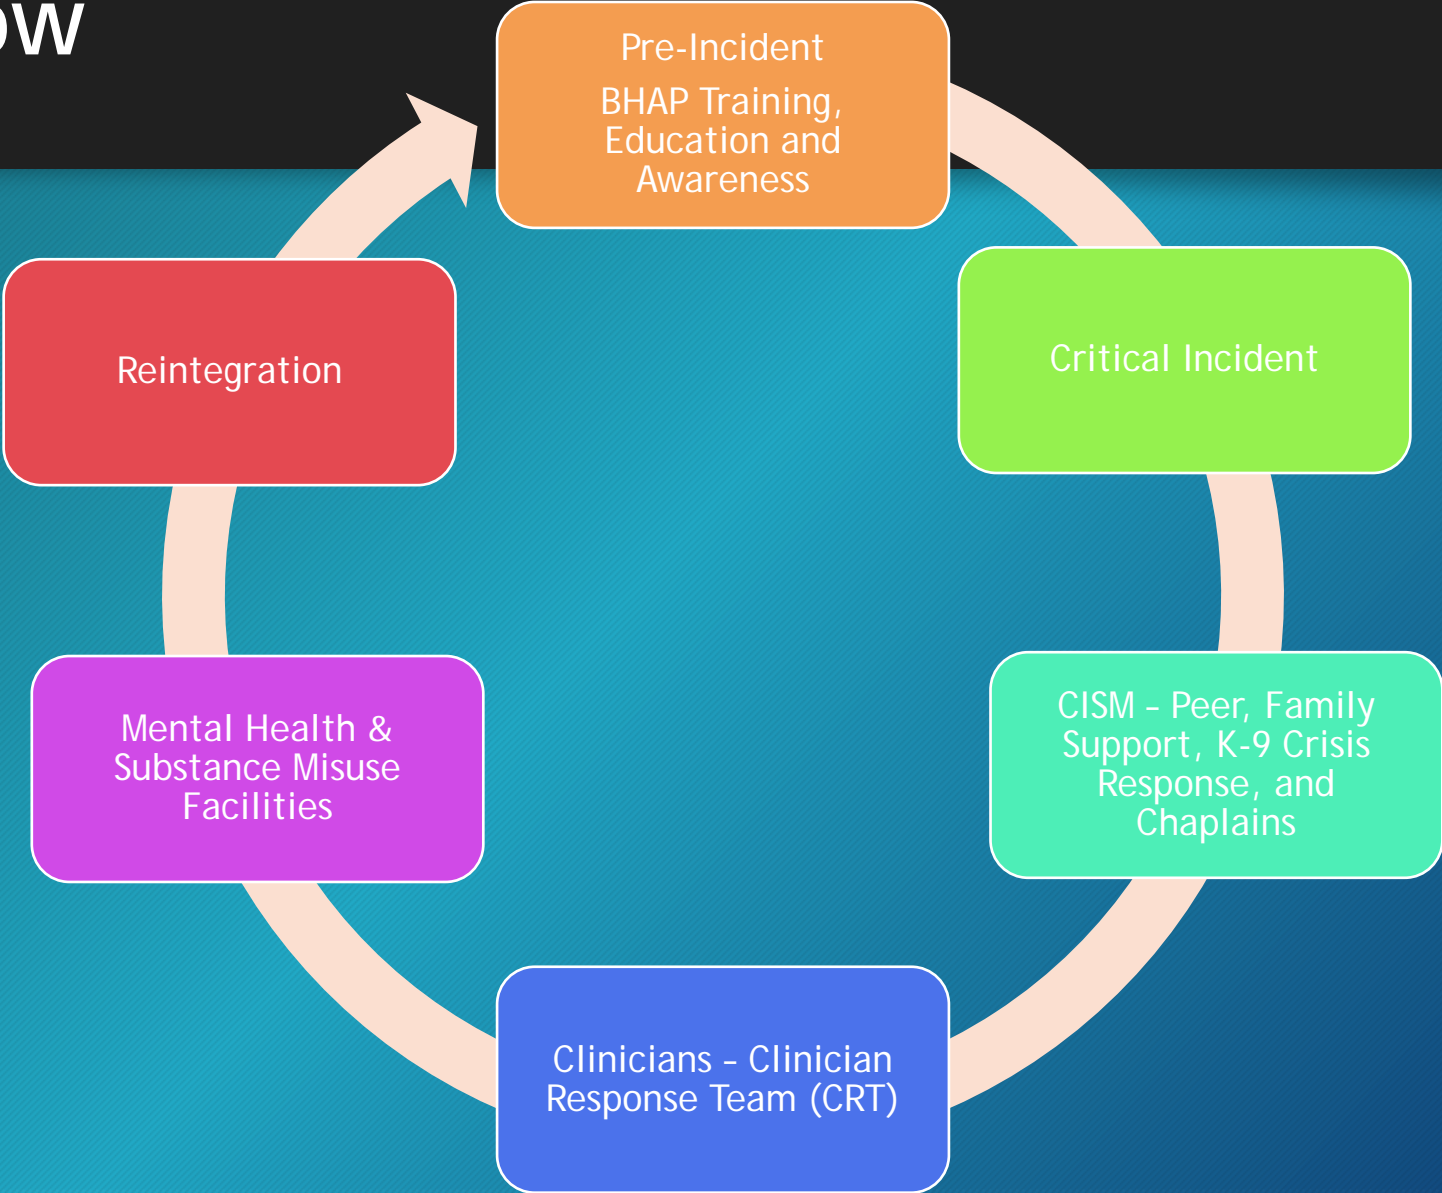 Pre-Incident
BHAP Training,
Education and
Awareness
Critical Incident
CISM – Peer, Family
Support, K-9 Crisis
Response, and
Chaplains
Clinicians – Clinician
Response Team (CRT)
Mental Health &
Substance Misuse
Facilities
Reintegration